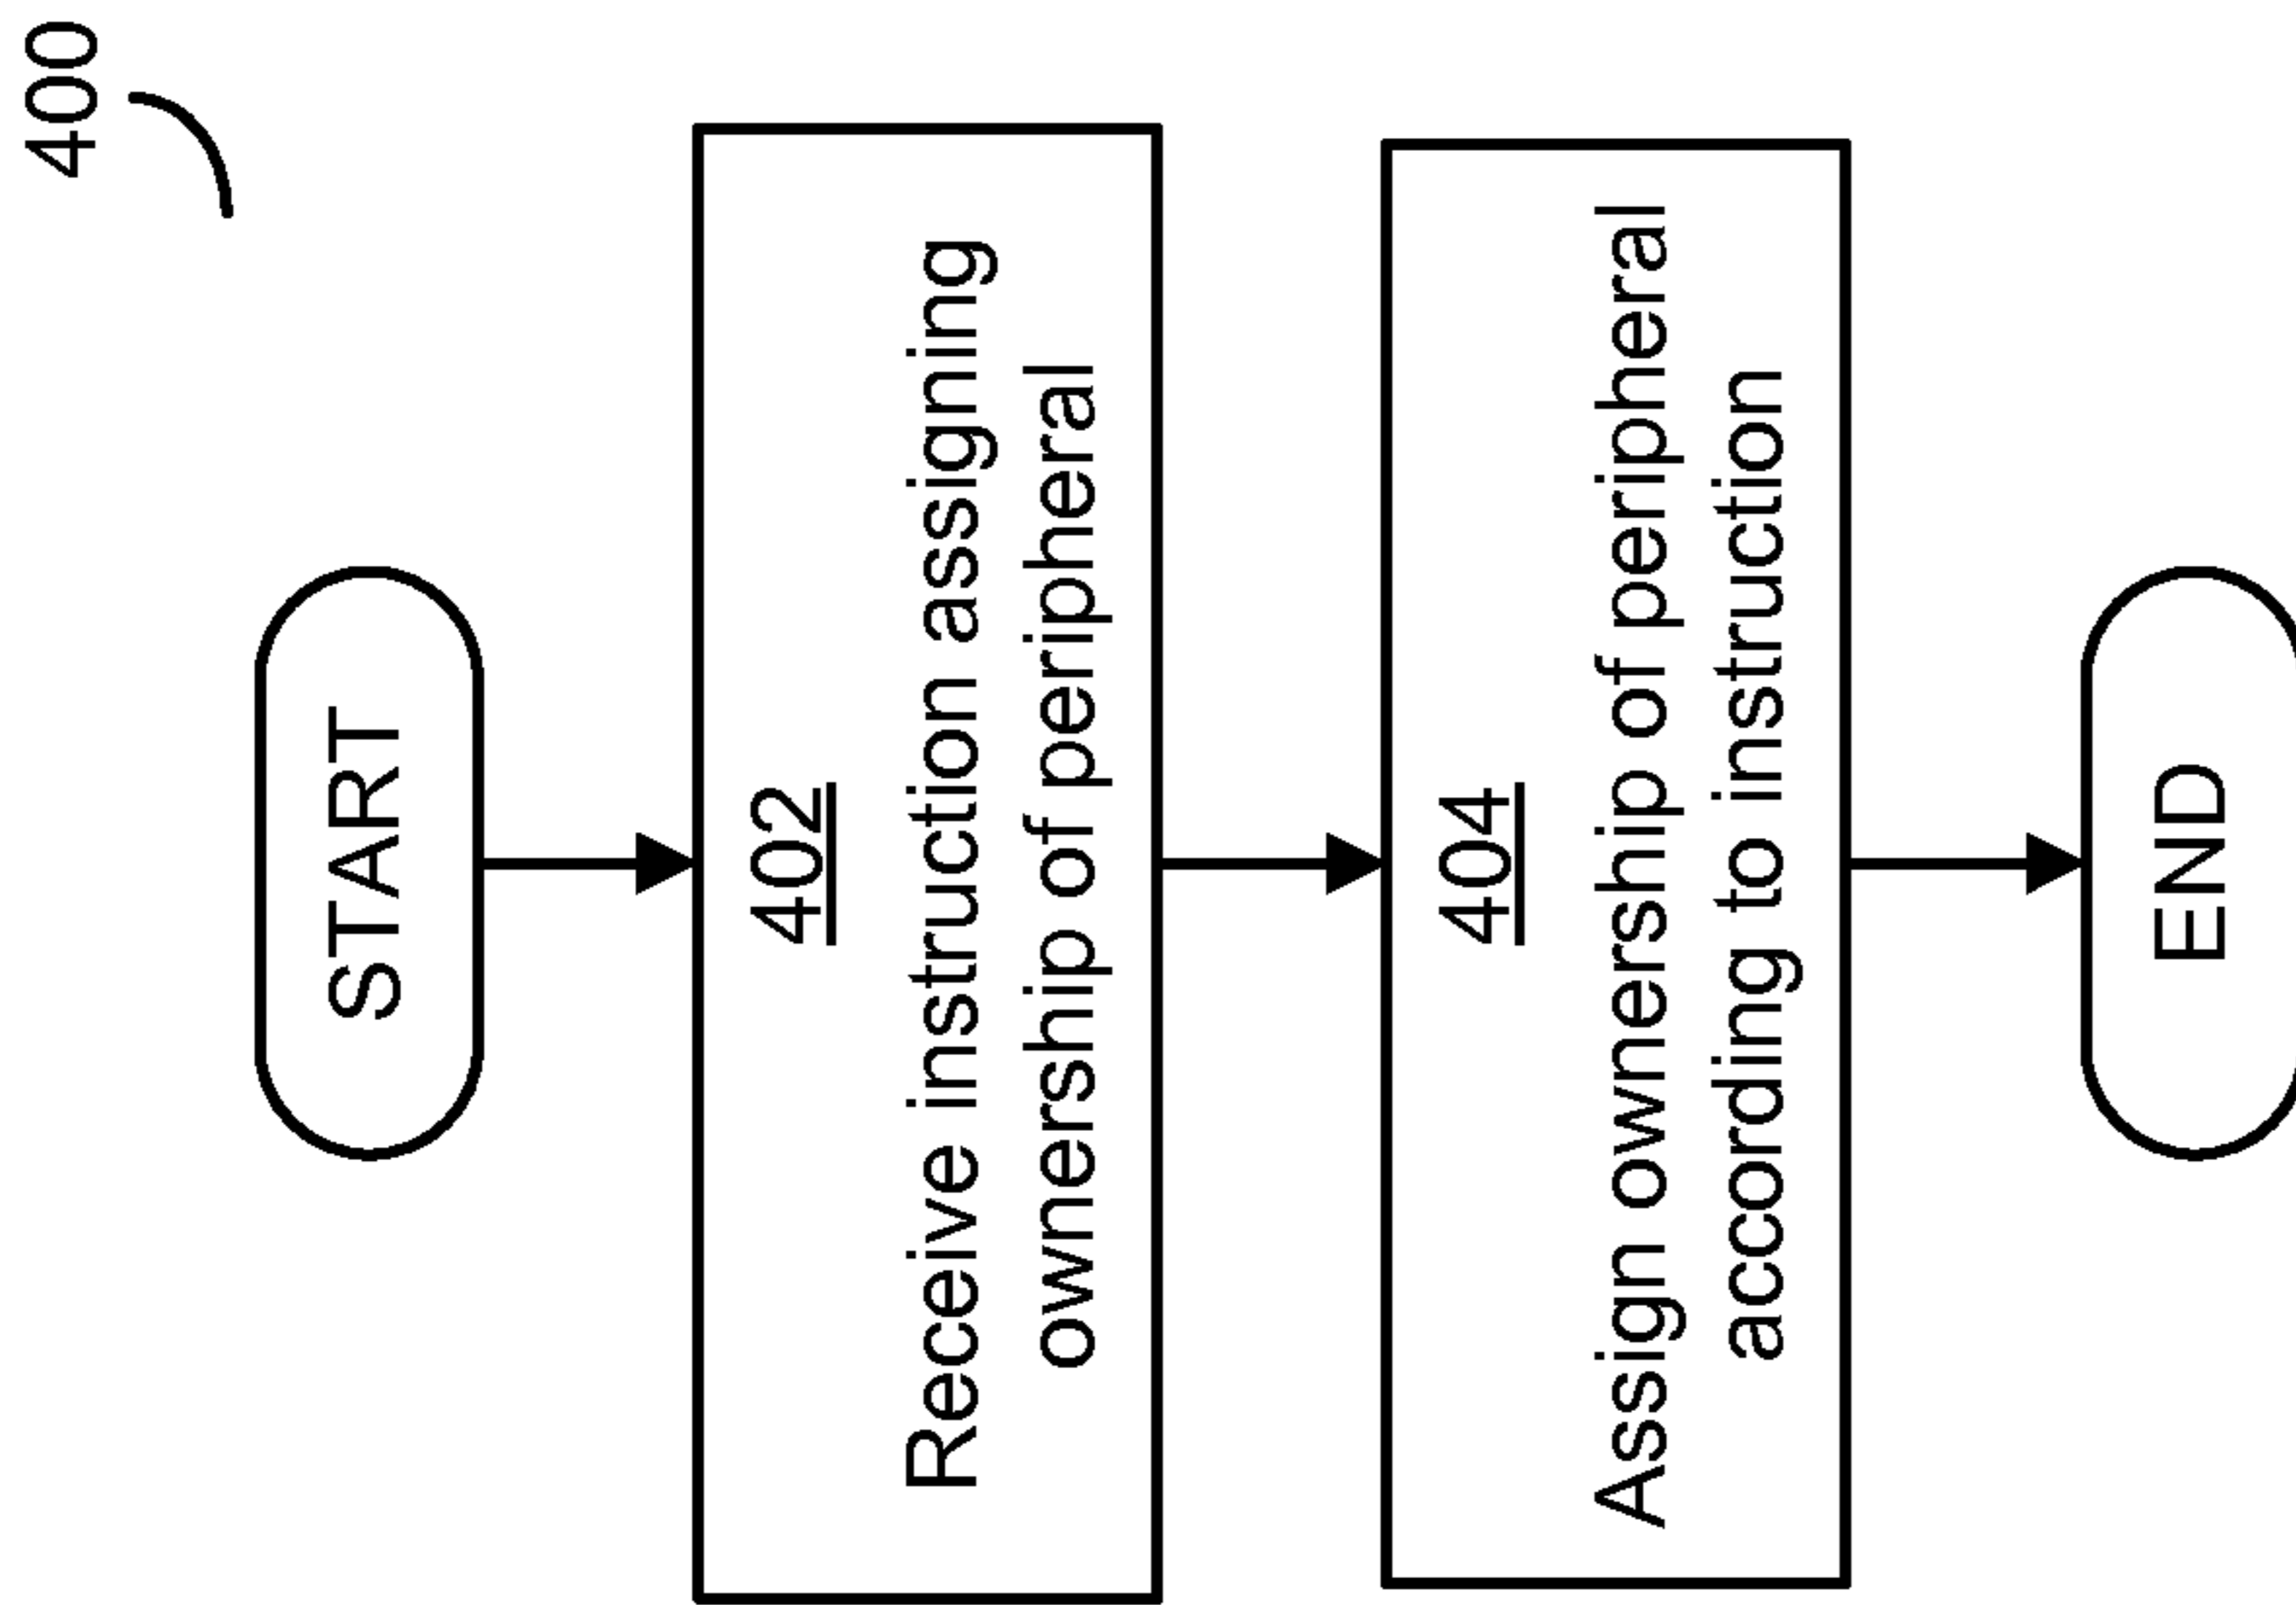 400
START
402
Receive instruction assigning
ownership of peripheral
404
Assign ownership of peripheral
according to instruction
END